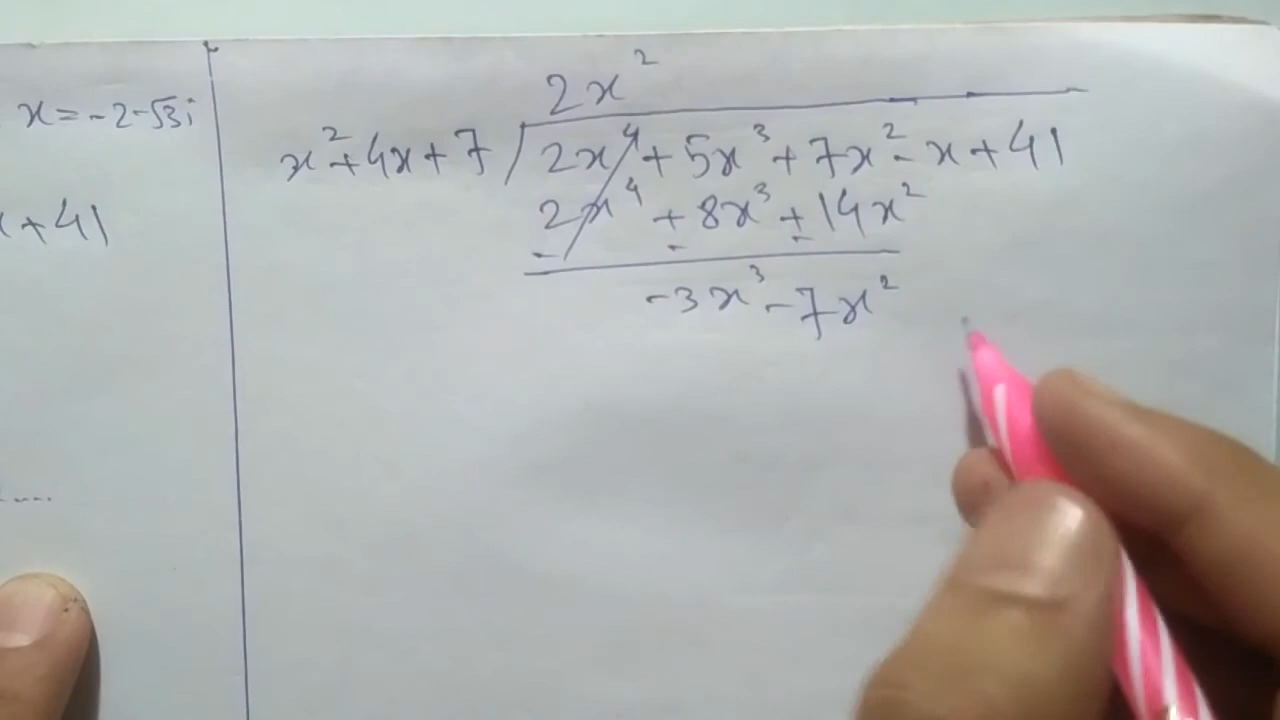 x = -2-√3i
x + 41
2x²
x² + 4x + 7 ) 2x⁴ + 5x³ + 7x² - x + 41
2x⁴ + 8x³ + 14x²
- - -
-3x³ - 7x²